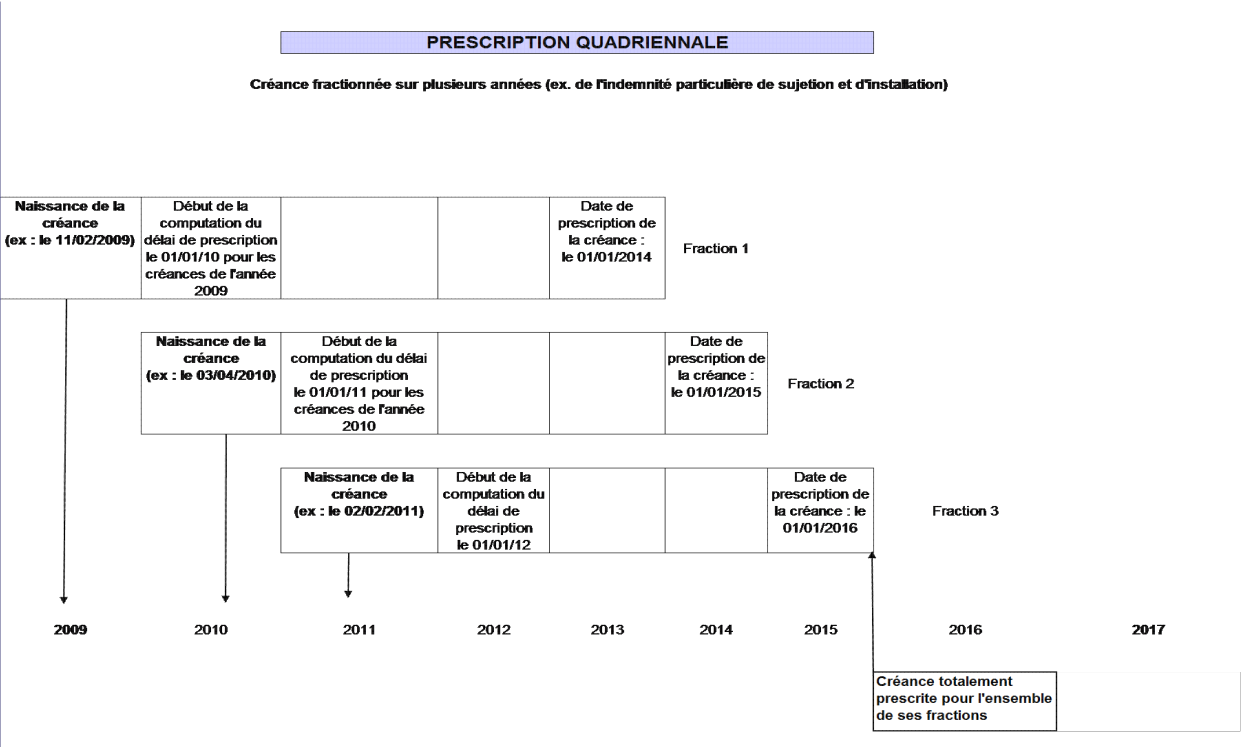 PRESCRIPTION QUADRIENNALE
Créance fractionnée sur plusieurs années (ex. de l'indemnité particulière de sujetion et d'installation)
Naissance de la
créance
(ex : le 11/02/2009)
Début de la
computation du
délai de prescription
le 01/01/10 pour les
créances de l'année
2009
Date de
prescription de
la créance :
le 01/01/2014
Fraction 1
Naissance de la
créance
(ex : le 03/04/2010)
Début de la
computation du délai
de prescription
le 01/01/11 pour les
créances de l'année
2010
Date de
prescription de
la créance :
le 01/01/2015
Fraction 2
Naissance de la
créance
(ex : le 02/02/2011)
Début de la
computation du
délai de
prescription
le 01/01/12
Date de
prescription de
la créance : le
01/01/2016
Fraction 3
2009 2010 2011 2012 2013 2014 2015 2016 2017
Créance totalement
prescrite pour l'ensemble
de ses fractions